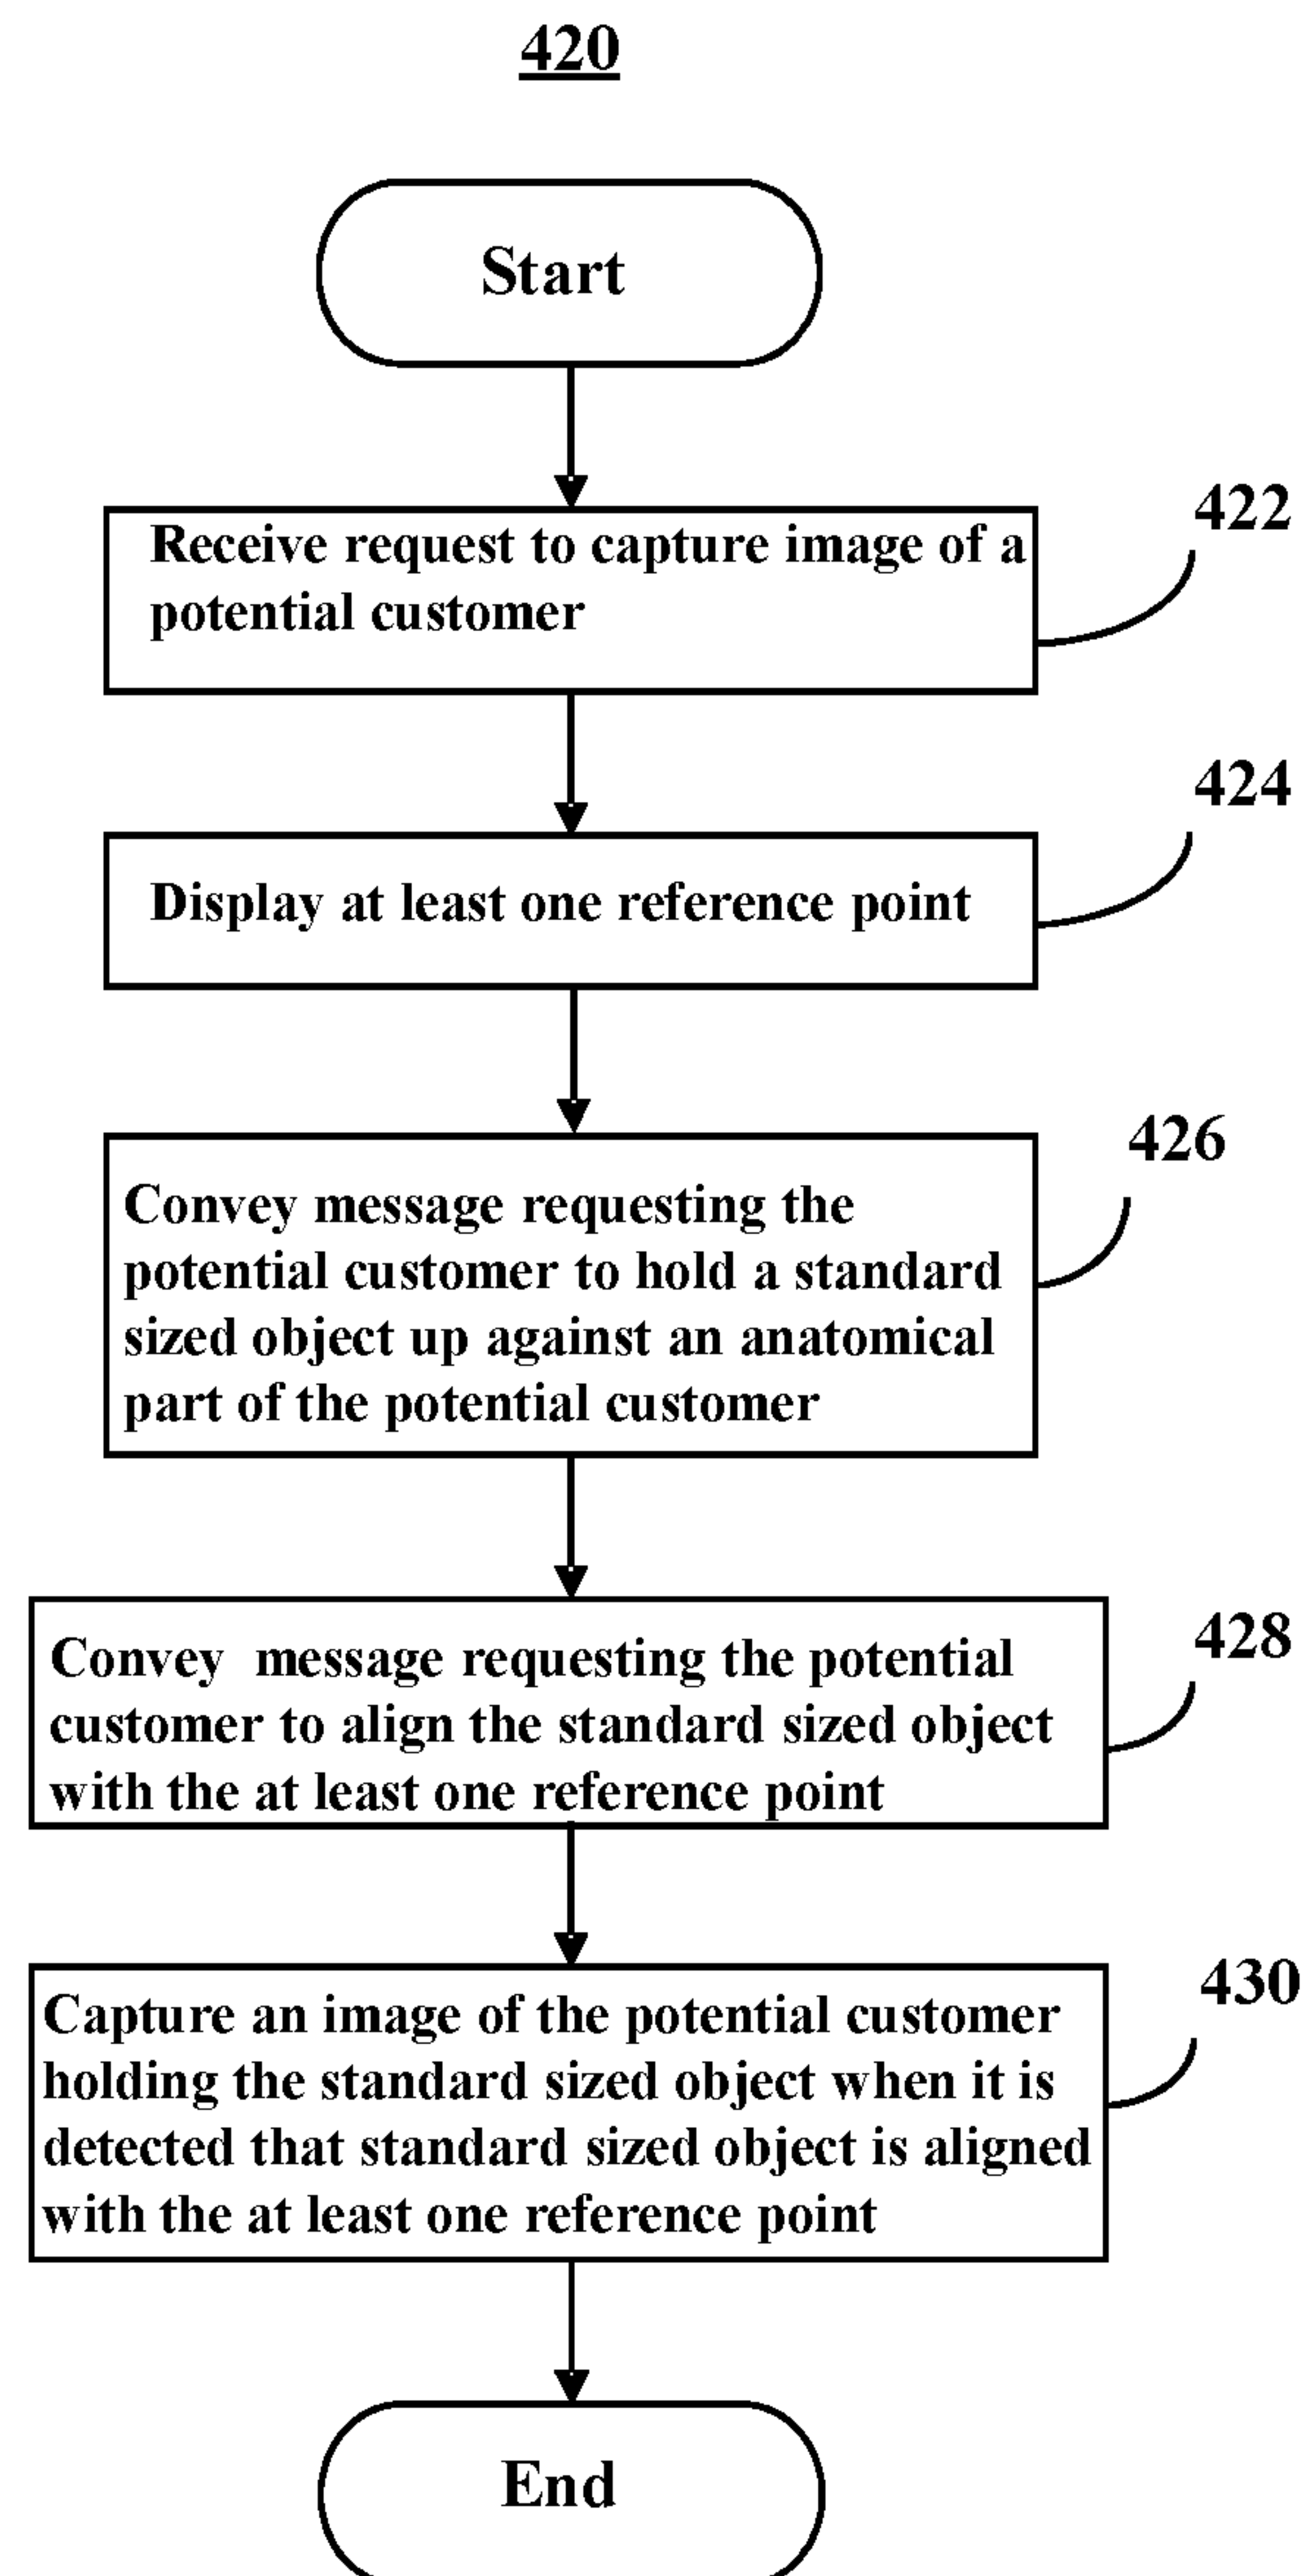 420
Start
Receive request to capture image of a
potential customer
422
Display at least one reference point
424
Convey message requesting the
potential customer to hold a standard
sized object up against an anatomical
part of the potential customer
426
Convey message requesting the potential
customer to align the standard sized object
with the at least one reference point
428
Capture an image of the potential customer
holding the standard sized object when it is
detected that standard sized object is aligned
with the at least one reference point
430
End